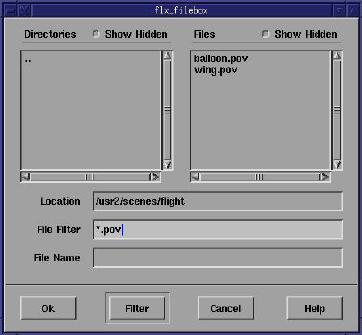 flx_filebox
Directories Show Hidden Files Show Hidden
..
balloon.pov
wing.pov
Location /usr2/scenes/flight
File Filter *.pov
File Name
Ok Filter Cancel Help